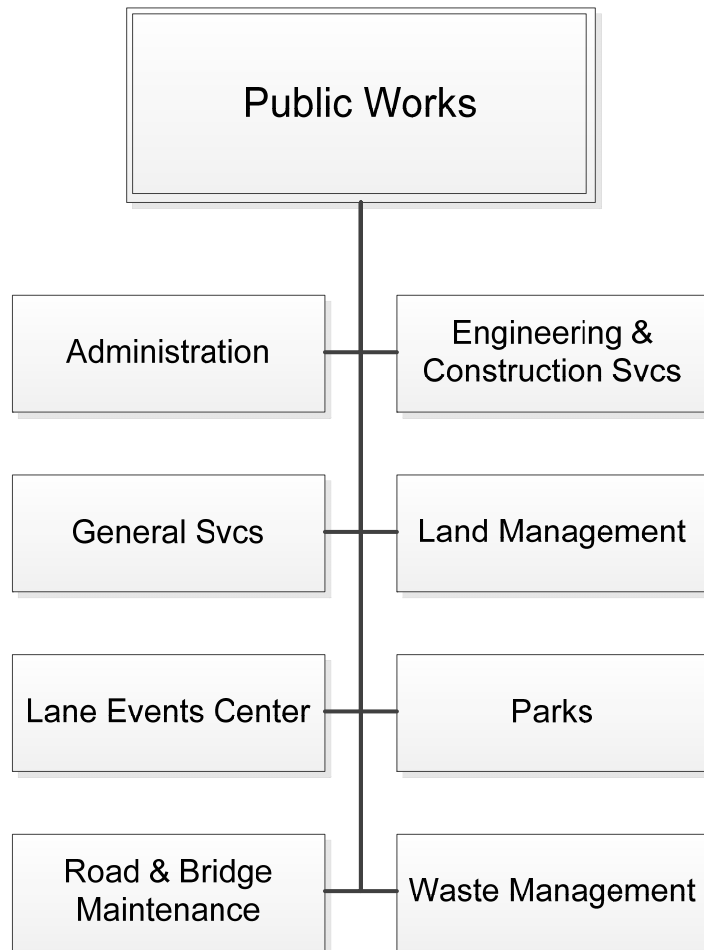 Public Works
Administration
Engineering &
Construction Svcs
General Svcs
Land Management
Lane Events Center
Parks
Road & Bridge
Maintenance
Waste Management